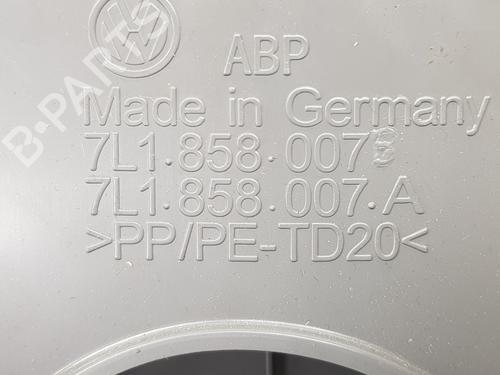 B-PARTS
ABP
Made in Germany
7L1.858.007
7L1.858.007.A
>PP/PE-TD20<